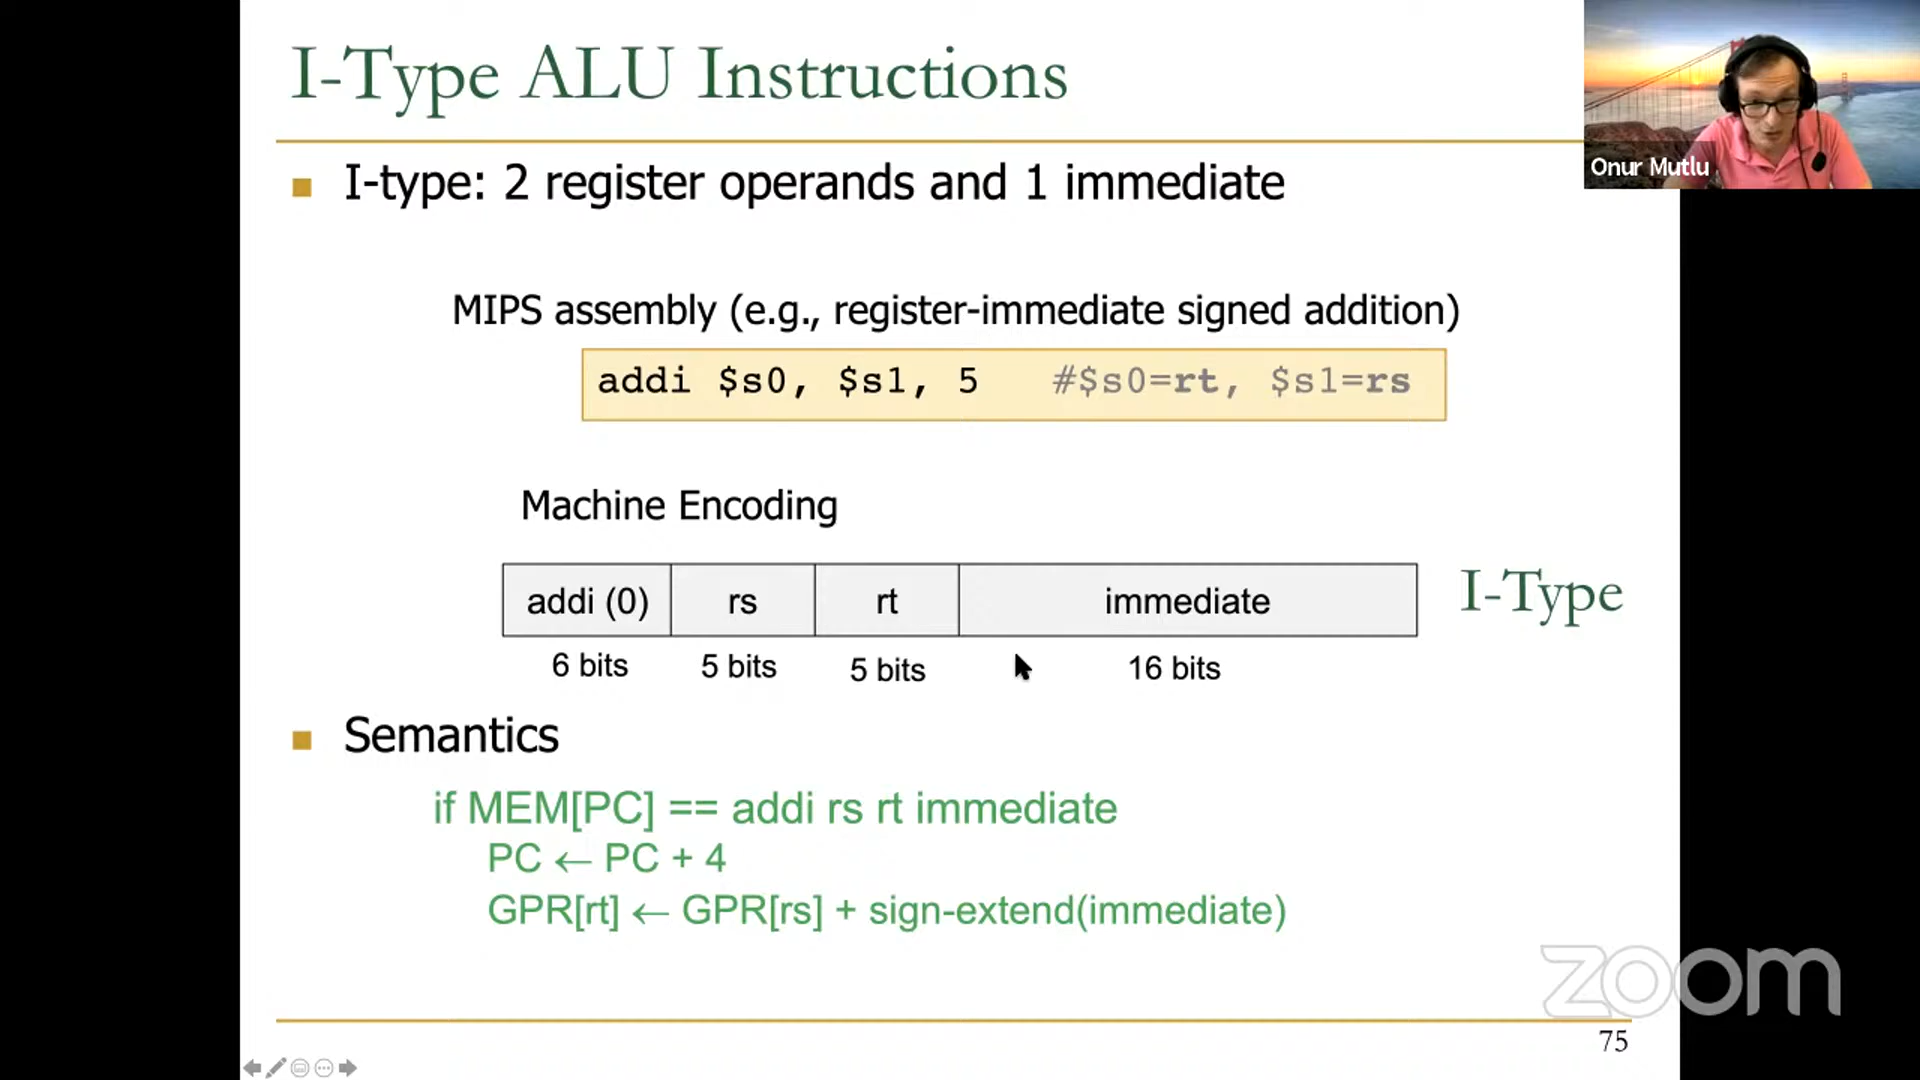 I-Type ALU Instructions
Onur Mutlu
I-type: 2 register operands and 1 immediate
MIPS assembly (e.g., register-immediate signed addition)
addi $s0, $s1, 5 #$s0=rt, $s1=rs
Machine Encoding
addi (0) rs rt immediate I-Type
6 bits 5 bits 5 bits 16 bits
Semantics
if MEM[PC] == addi rs rt immediate
PC ← PC + 4
GPR[rt] ← GPR[rs] + sign-extend(immediate)
zoom
75